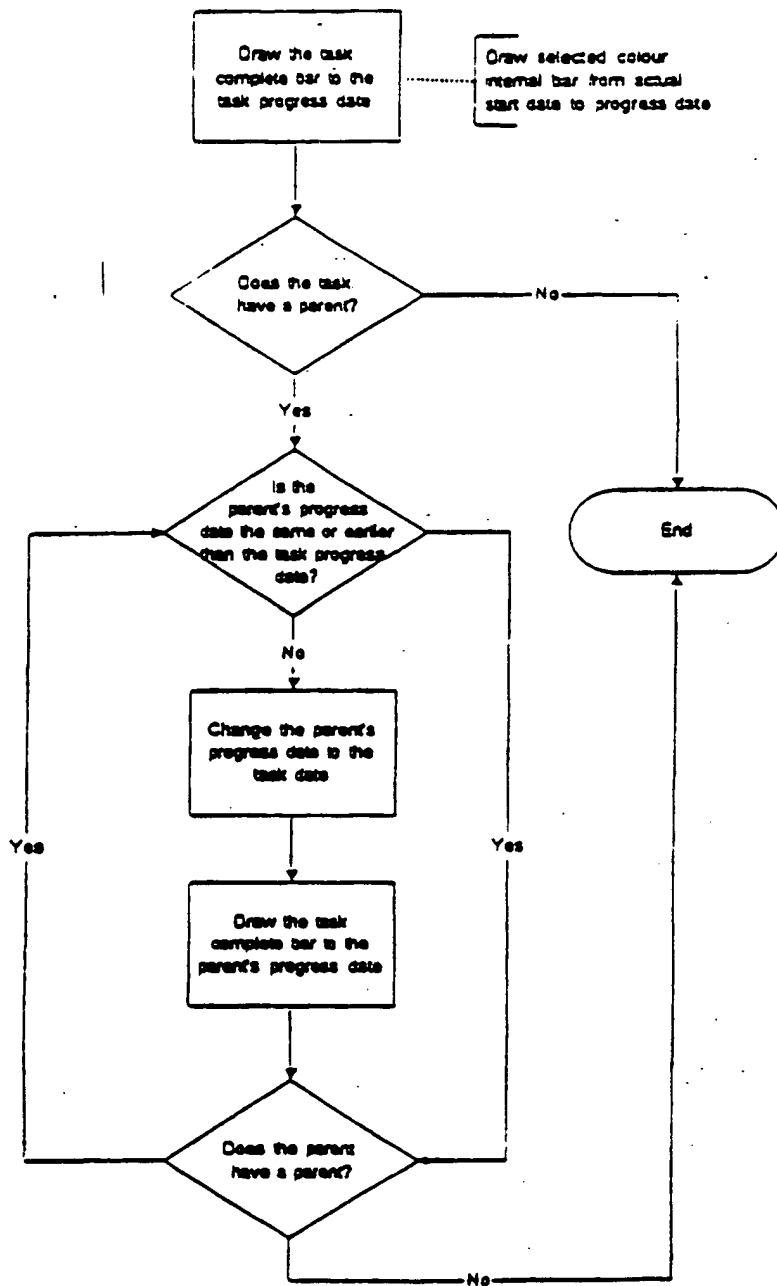 Draw the task
complete bar to the
task progress date
Draw selected colour
internal bar from actual
start date to progress date
Does the task
have a parent?
No
Yes
Is the
parent's progress
date the same or earlier
than the task progress
date?
End
No
Change the parent's
progress date to the
task date
Yes
Yes
Draw the task
complete bar to the
parent's progress date
Does the parent
have a parent?
No